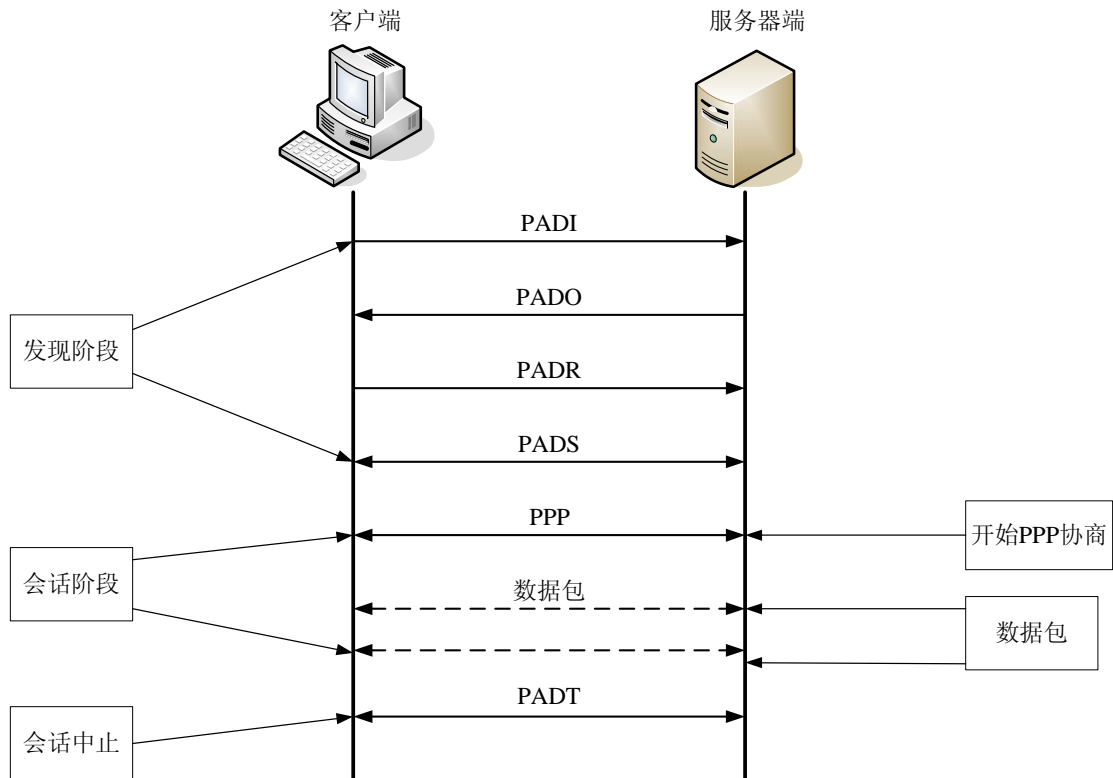 客户端
服务器端
PADI
PADO
发现阶段
PADR
PADS
PPP
开始PPP协商
会话阶段
数据包
数据包
PADT
会话中止